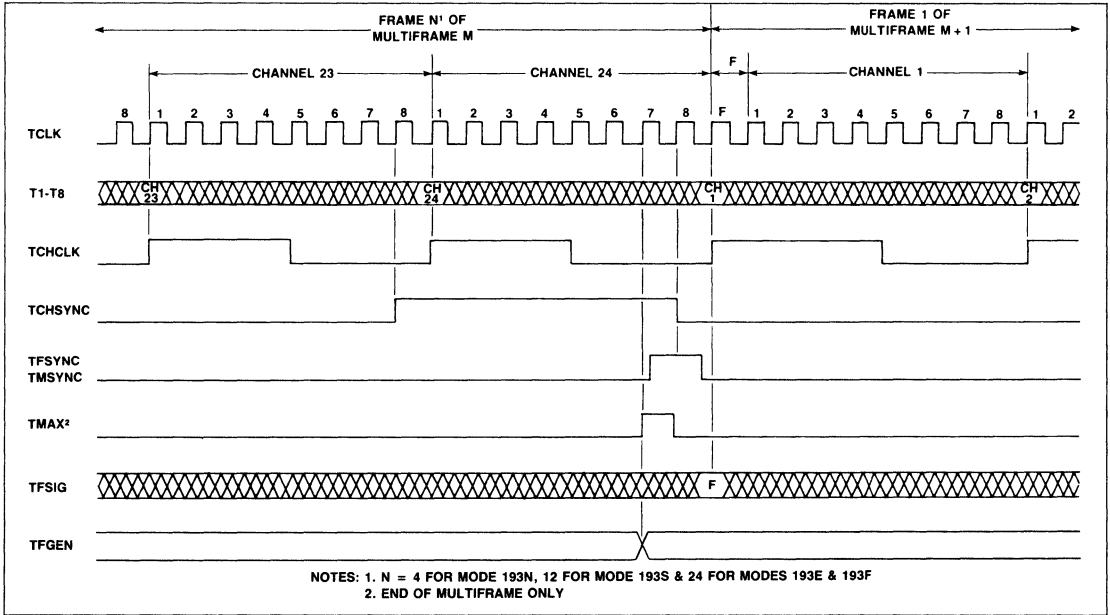 FRAME N¹ OF
MULTIFRAME M
FRAME 1 OF
MULTIFRAME M + 1
CHANNEL 23
CHANNEL 24
F
CHANNEL 1
TCLK
8 1 2 3 4 5 6 7 8 1 2 3 4 5 6 7 8 F 1 2 3 4 5 6 7 8 1 2
T1-T8
CH
23
CH
24
CH
1
CH
2
TCHCLK
TCHSYNC
TFSYNC
TMSYNC
TMAX²
TFSIG
F
TFGEN
NOTES: 1. N = 4 FOR MODE 193N, 12 FOR MODE 193S & 24 FOR MODES 193E & 193F
2. END OF MULTIFRAME ONLY